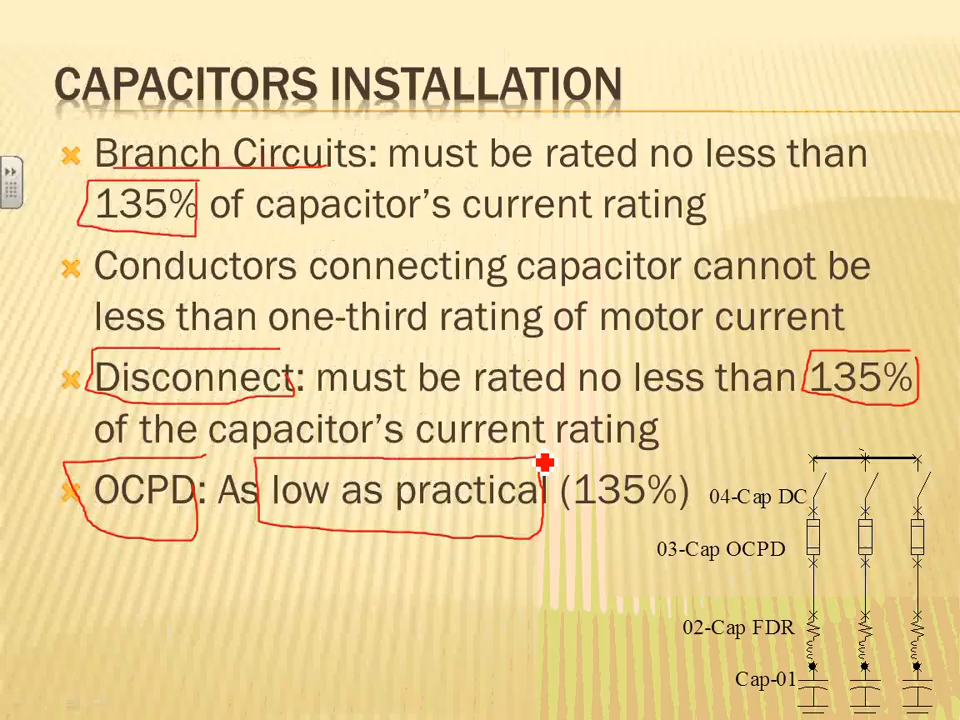 CAPACITORS INSTALLATION
Branch Circuits: must be rated no less than
135% of capacitor’s current rating
Conductors connecting capacitor cannot be
less than one-third rating of motor current
Disconnect: must be rated no less than 135%
of the capacitor’s current rating
OCPD: As low as practical (135%)
04-Cap DC
03-Cap OCPD
02-Cap FDR
Cap-01